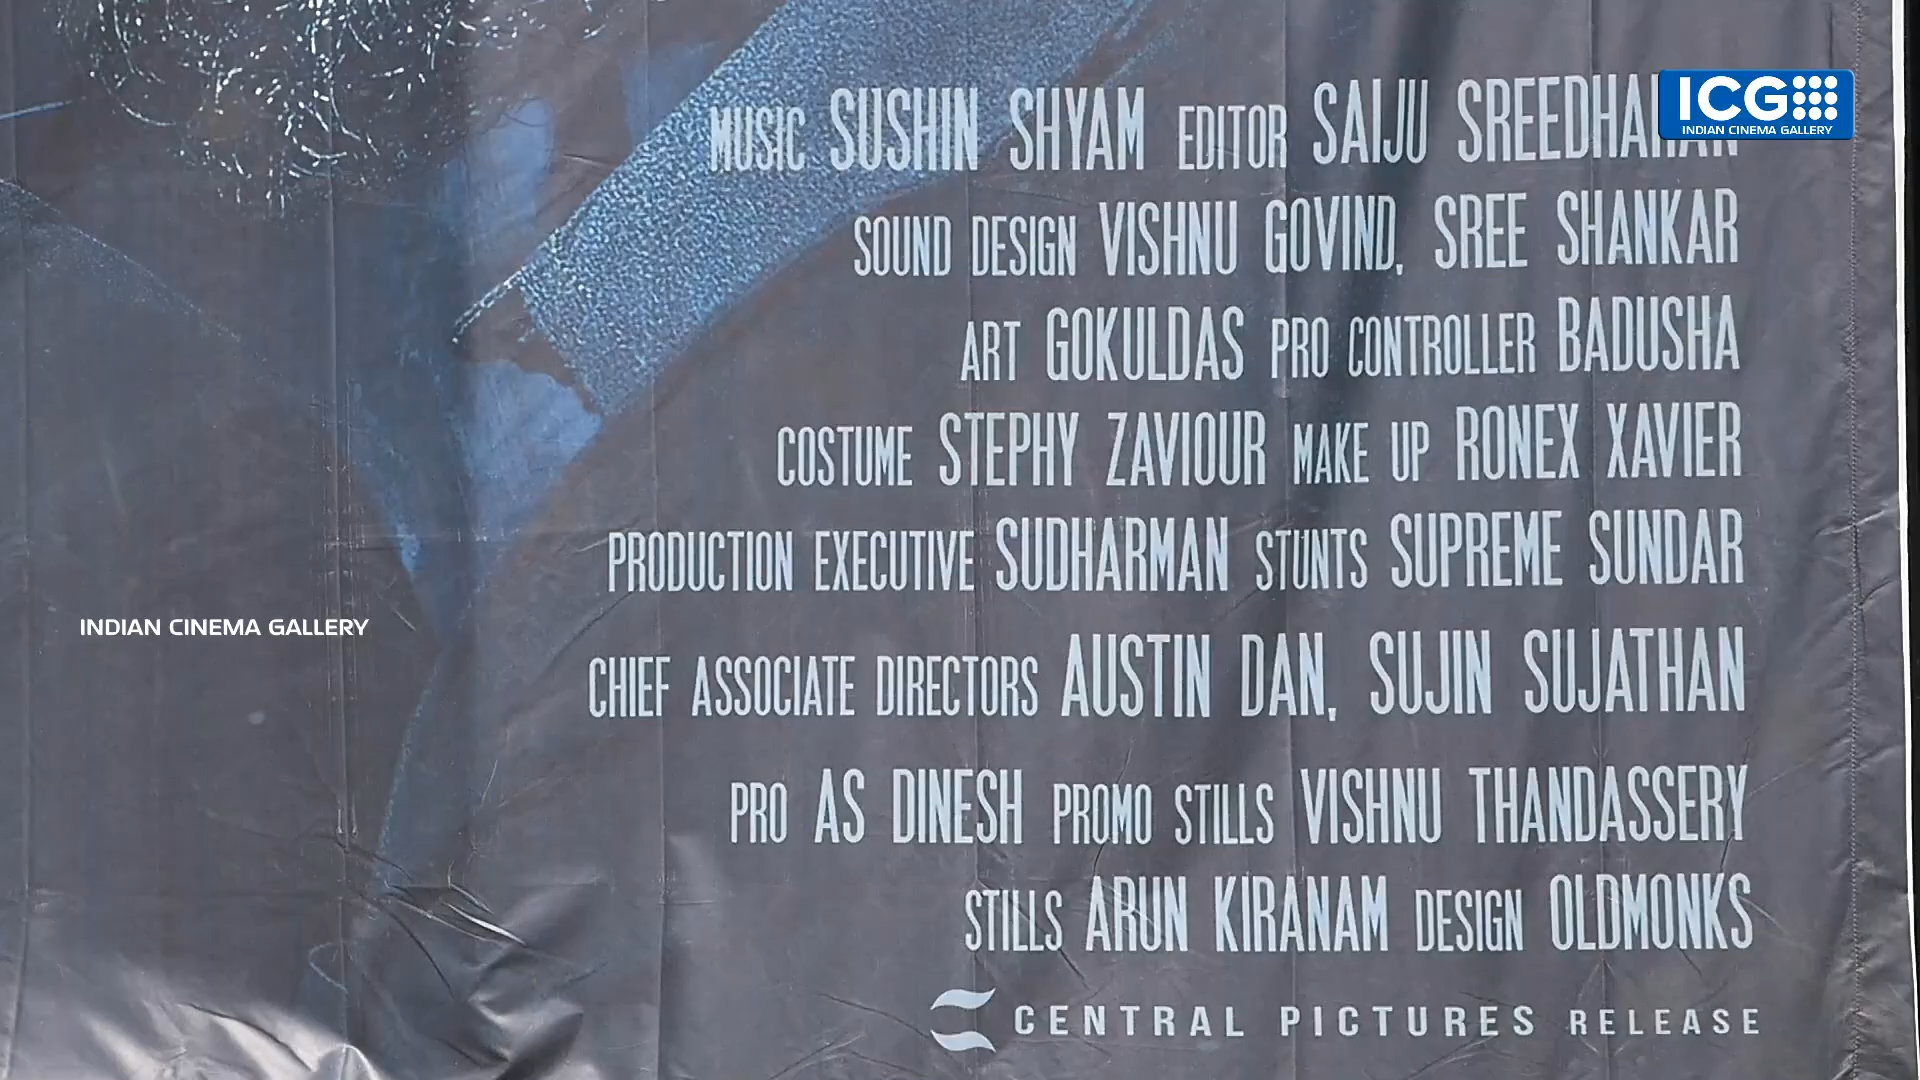 MUSIC SUSHIN SHYAM EDITOR SAIJU SREEDHARAN
ICG
INDIAN CINEMA GALLERY
SOUND DESIGN VISHNU GOVIND, SREE SHANKAR
ART GOKULDAS PRO CONTROLLER BADUSHA
COSTUME STEPHY ZAVIOUR MAKE UP RONEX XAVIER
PRODUCTION EXECUTIVE SUDHARMAN STUNTS SUPREME SUNDAR
INDIAN CINEMA GALLERY
CHIEF ASSOCIATE DIRECTORS AUSTIN DAN, SUJIN SUJATHAN
PRO AS DINESH PROMO STILLS VISHNU THANDASSERY
STILLS ARUN KIRANAM DESIGN OLDMONKS
CENTRAL PICTURES RELEASE